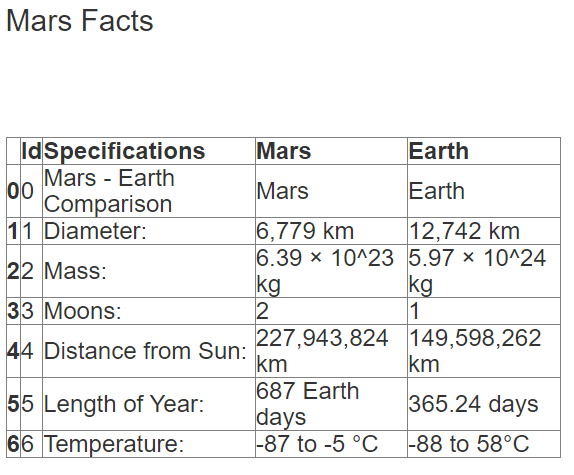 Mars Facts
Id Specifications Mars Earth
0 0 Mars - Earth Comparison Mars Earth
1 1 Diameter: 6,779 km 12,742 km
2 2 Mass: 6.39 × 10^23 kg 5.97 × 10^24 kg
3 3 Moons: 2 1
4 4 Distance from Sun: 227,943,824 km 149,598,262 km
5 5 Length of Year: 687 Earth days 365.24 days
6 6 Temperature: -87 to -5 °C -88 to 58°C